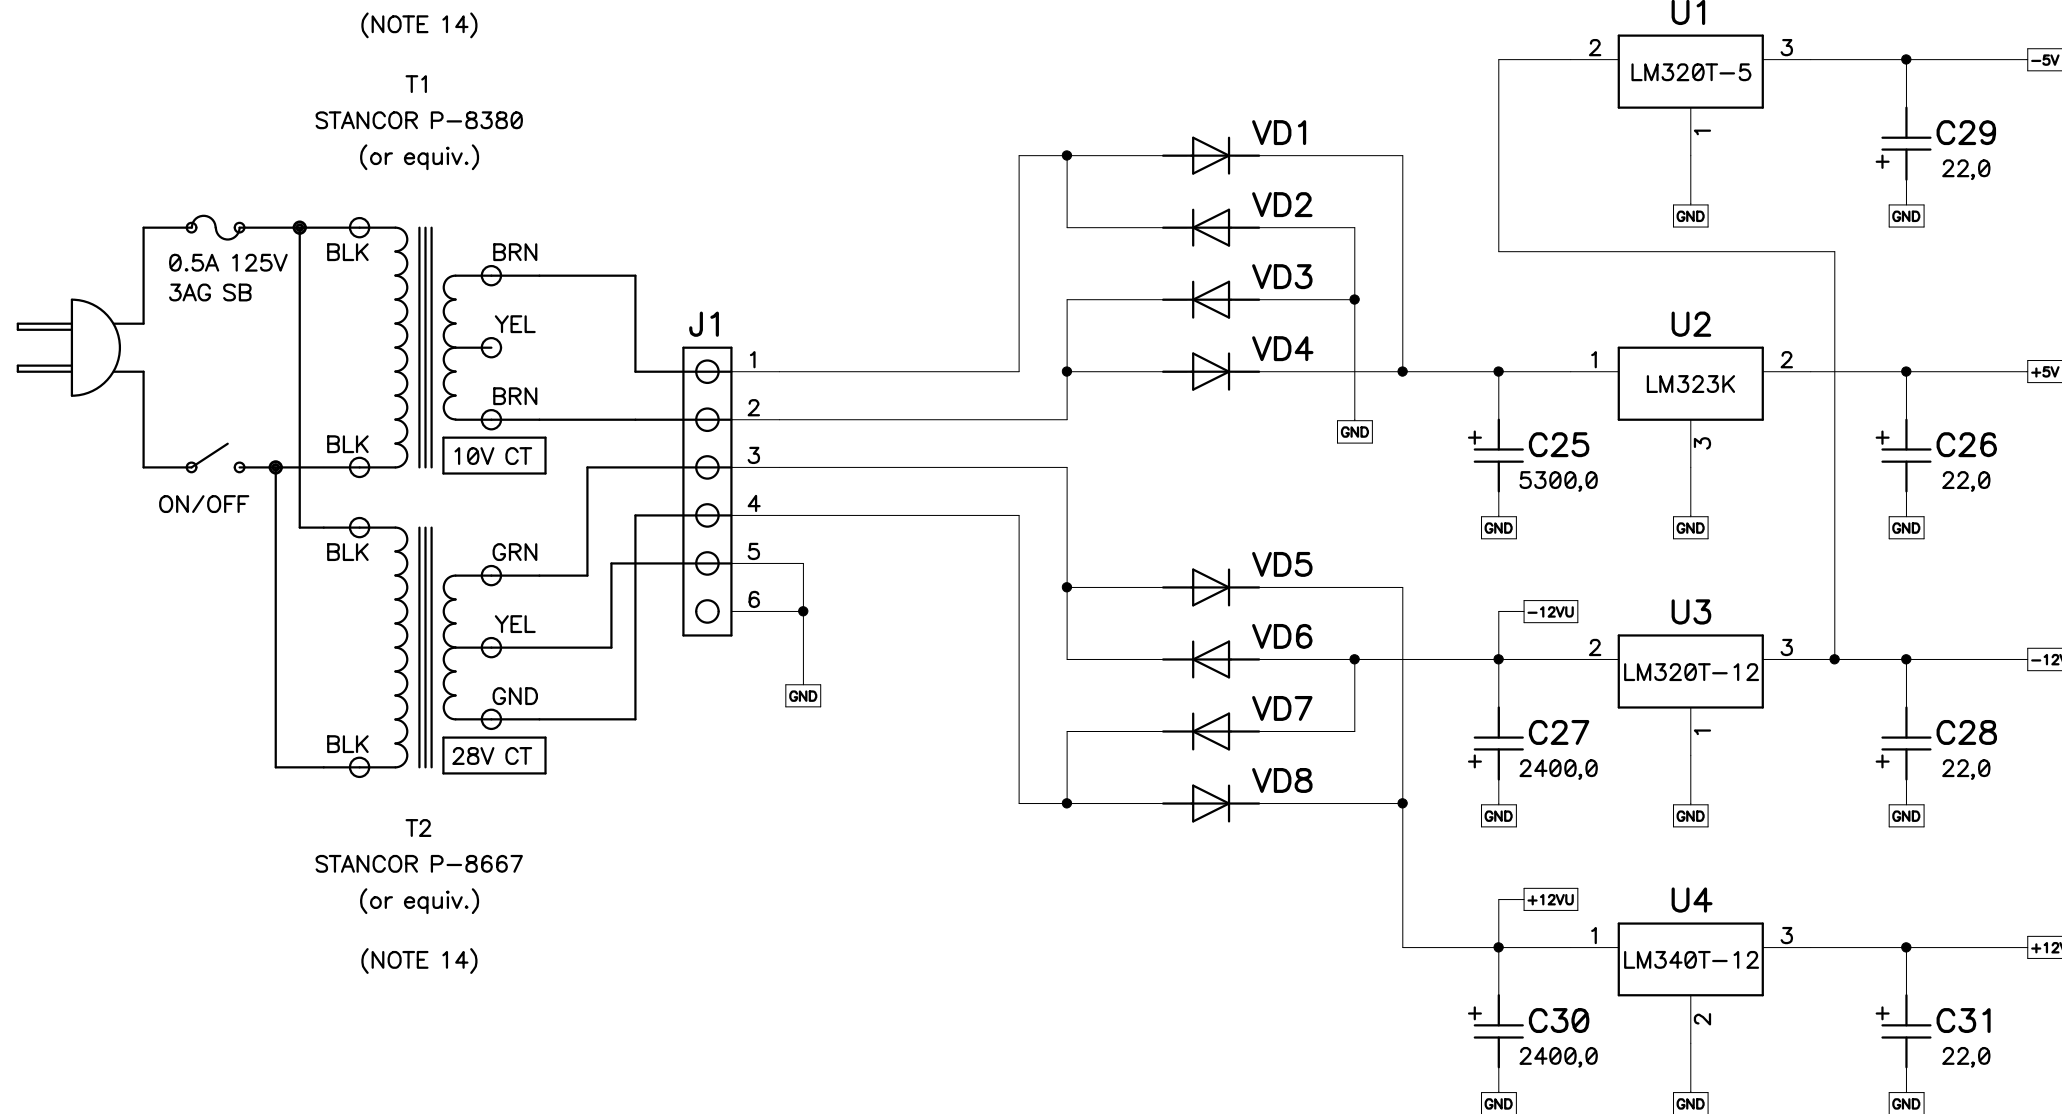 (NOTE 14)
T1
STANCOR P-8380
(or equiv.)
0.5A 125V
3AG SB
ON/OFF
BLK
BLK
BLK
BLK
BRN
YEL
BRN
10V CT
GRN
YEL
GND
28V CT
T2
STANCOR P-8667
(or equiv.)
(NOTE 14)
J1
1
2
3
4
5
6
GND
VD1
VD2
VD3
VD4
GND
VD5
VD6
VD7
VD8
U1
2
LM320T-5
3
1
GND
-5V
C29
+
22,0
GND
U2
1
LM323K
2
3
GND
+5V
+
C25
5300,0
GND
+
C26
22,0
GND
-12VU
U3
2
LM320T-12
3
1
GND
-12V
C27
+
2400,0
GND
C28
+
22,0
GND
+12VU
U4
1
LM340T-12
3
2
GND
+12V
+
C30
2400,0
GND
+
C31
22,0
GND